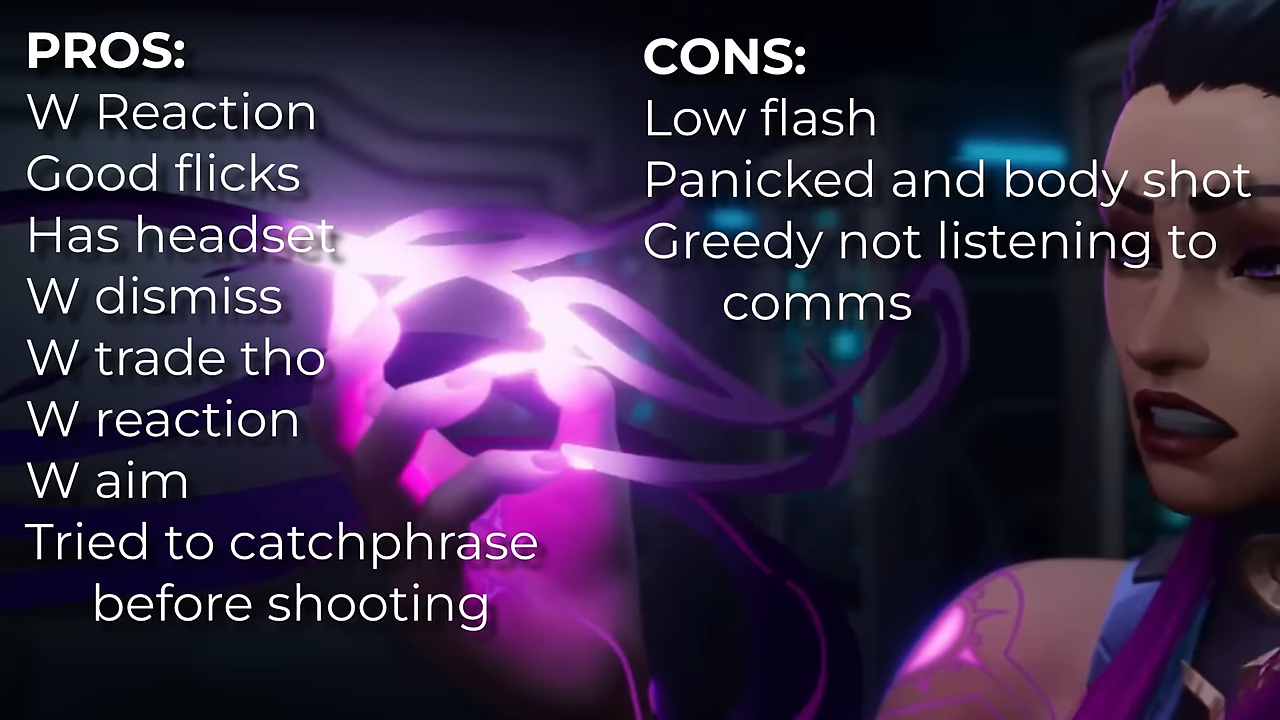 PROS:
W Reaction
Good flicks
Has headset
W dismiss
W trade tho
W reaction
W aim
Tried to catchphrase
before shooting
CONS:
Low flash
Panicked and body shot
Greedy not listening to
comms